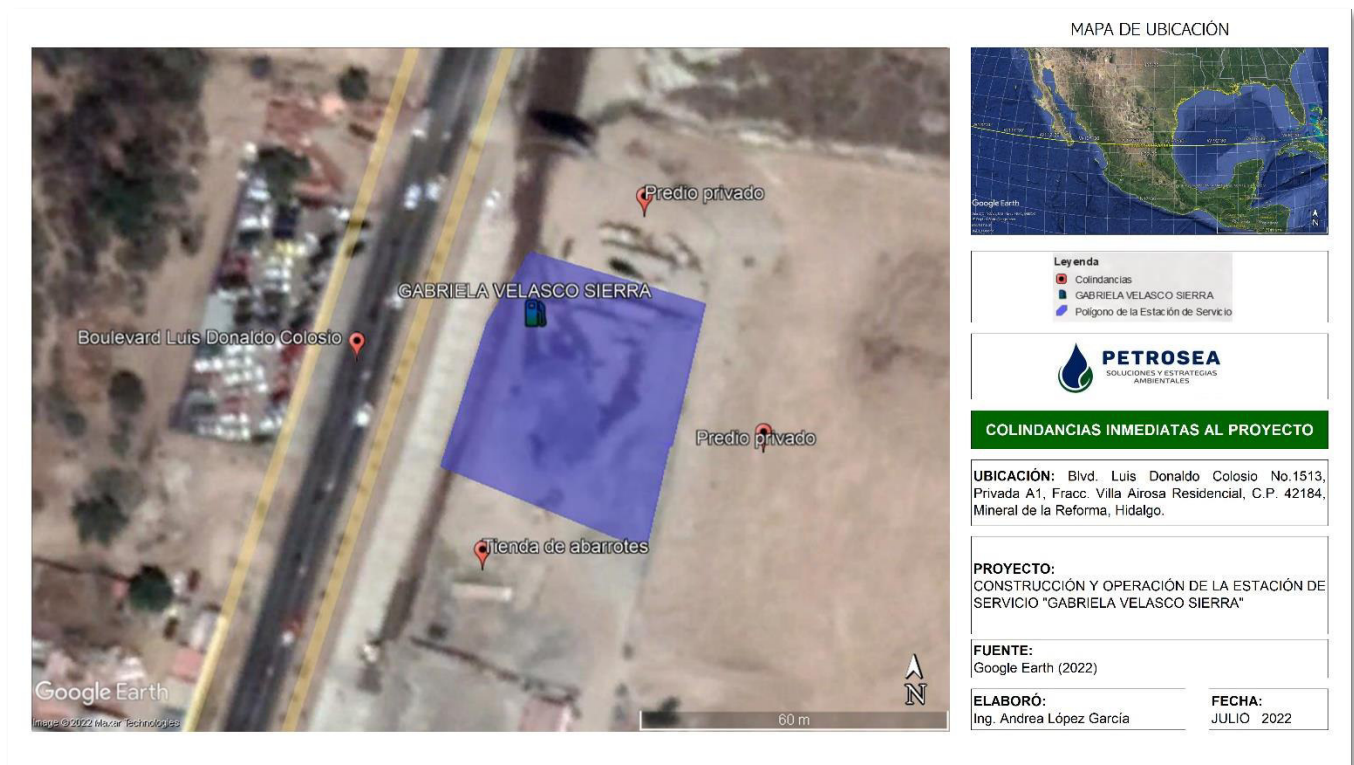 MAPA DE UBICACIÓN
Predio privado
GABRIELA VELASCO SIERRA
Boulevard Luis Donaldo Colosio
Predio privado
Tienda de abarrotes
Google Earth
Image © 2022 Maxar Technologies
N
60 m
Google Earth
N
Leyenda
Colindancias
GABRIELA VELASCO SIERRA
Polígono de la Estación de Servicio
PETROSEA
SOLUCIONES Y ESTRATEGIAS
AMBIENTALES
COLINDANCIAS INMEDIATAS AL PROYECTO
UBICACIÓN: Blvd. Luis Donaldo Colosio No.1513,
Privada A1, Fracc. Villa Airosa Residencial, C.P. 42184,
Mineral de la Reforma, Hidalgo.
PROYECTO:
CONSTRUCCIÓN Y OPERACIÓN DE LA ESTACIÓN DE
SERVICIO "GABRIELA VELASCO SIERRA"
FUENTE:
Google Earth (2022)
ELABORÓ:
Ing. Andrea López García
FECHA:
JULIO 2022